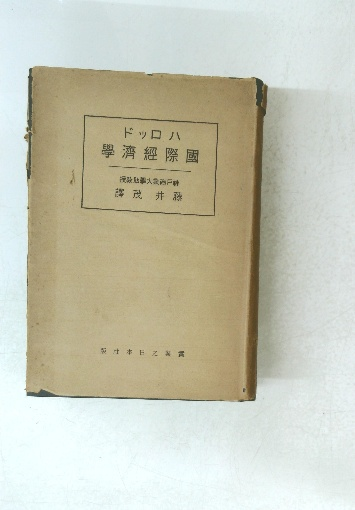 ハロッド
國際經濟學
神戸商業大學助教授
藤井茂譯
實業之日本社版